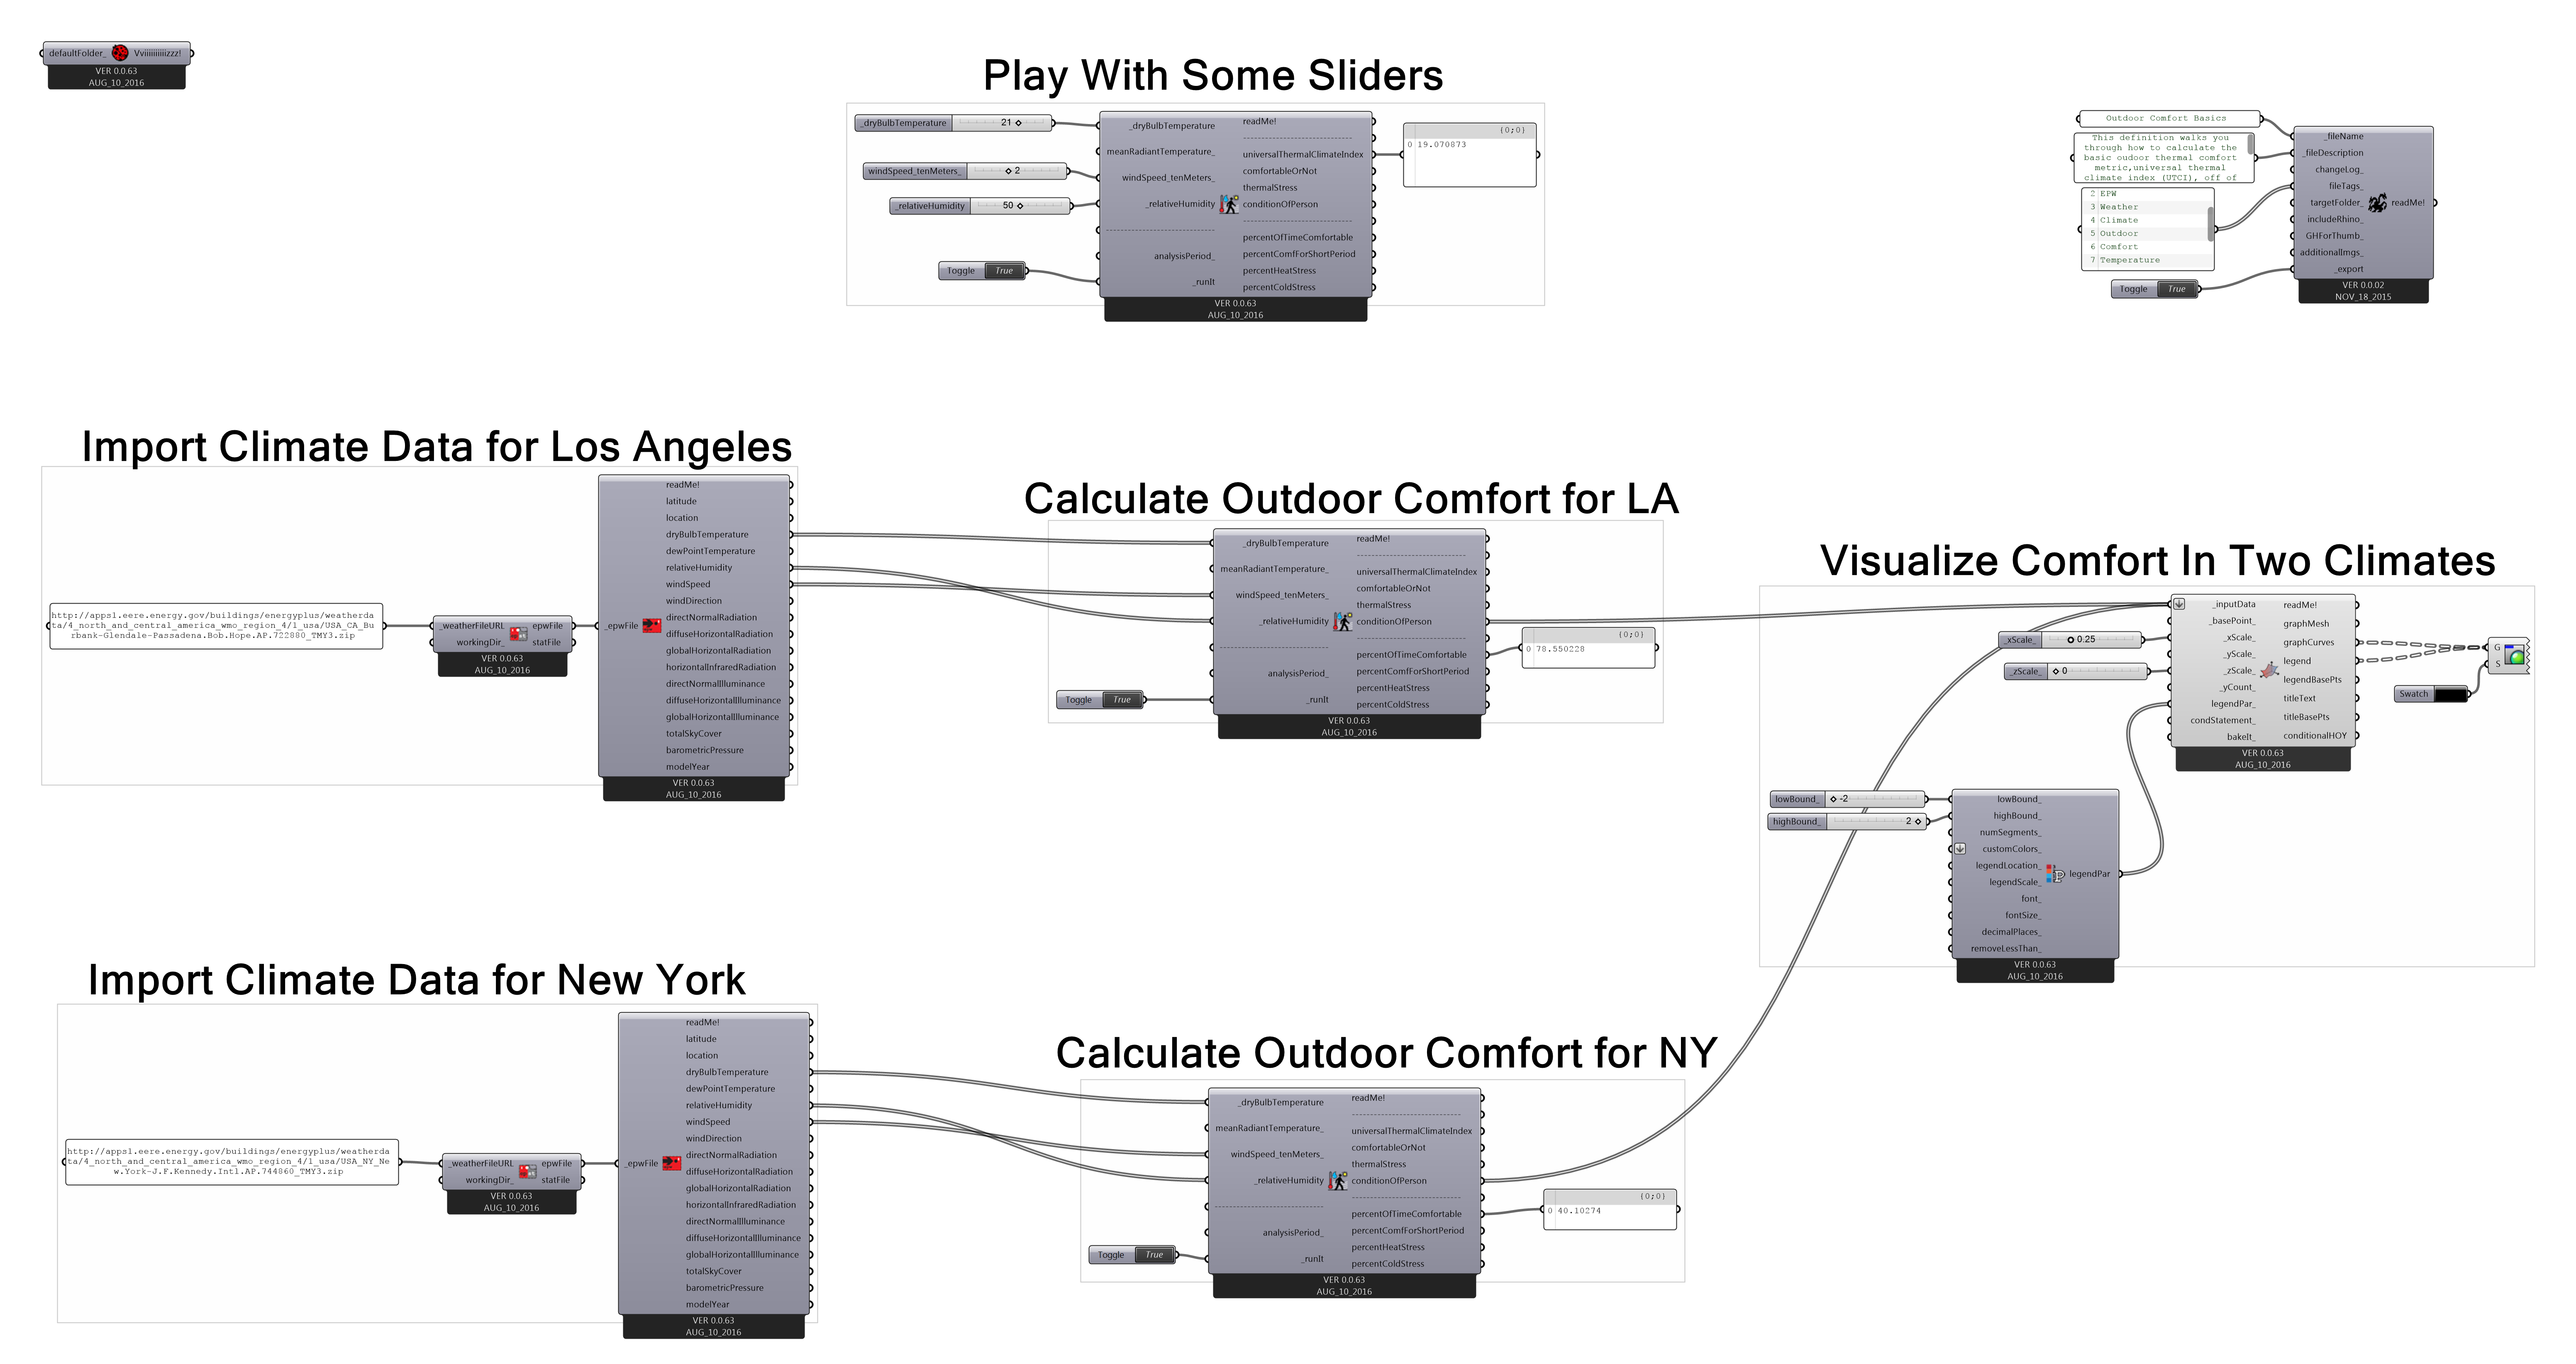 defaultFolder_ Vviiiiiiiiiizzz!
VER 0.0.63
AUG_10_2016
Play With Some Sliders
_dryBulbTemperature 21
windSpeed_tenMeters_ 2
_relativeHumidity 50
Toggle True
_dryBulbTemperature
meanRadiantTemperature_
windSpeed_tenMeters_
_relativeHumidity
------------------------------
analysisPeriod_
_runIt
readMe!
------------------------------
universalThermalClimateIndex
comfortableOrNot
thermalStress
conditionOfPerson
------------------------------
percentOfTimeComfortable
percentComfForShortPeriod
percentHeatStress
percentColdStress
VER 0.0.63
AUG_10_2016
{0;0}
0 19.070873
Outdoor Comfort Basics
This definition walks you
through how to calculate the
basic oudoor thermal comfort
metric,universal thermal
climate index (UTCI), off of
2 EPW
3 Weather
4 Climate
5 Outdoor
6 Comfort
7 Temperature
Toggle True
_fileName
_fileDescription
changeLog_
fileTags_
targetFolder_
includeRhino_
GHForThumb_
additionalImgs_
_export
readMe!
VER 0.0.02
NOV_18_2015
Import Climate Data for Los Angeles
http://apps1.eere.energy.gov/buildings/energyplus/weatherda
ta/4_north_and_central_america_wmo_region_4/1_usa/USA_CA_Bu
rbank-Glendale-Passadena.Bob.Hope.AP.722880_TMY3.zip
_weatherFileURL epwFile
workingDir_ statFile
VER 0.0.63
AUG_10_2016
_epwFile
readMe!
latitude
location
dryBulbTemperature
dewPointTemperature
relativeHumidity
windSpeed
windDirection
directNormalRadiation
diffuseHorizontalRadiation
globalHorizontalRadiation
horizontalInfraredRadiation
directNormalIlluminance
diffuseHorizontalIlluminance
globalHorizontalIlluminance
totalSkyCover
barometricPressure
modelYear
VER 0.0.63
AUG_10_2016
Calculate Outdoor Comfort for LA
Toggle True
_dryBulbTemperature
meanRadiantTemperature_
windSpeed_tenMeters_
_relativeHumidity
------------------------------
analysisPeriod_
_runIt
readMe!
------------------------------
universalThermalClimateIndex
comfortableOrNot
thermalStress
conditionOfPerson
------------------------------
percentOfTimeComfortable
percentComfForShortPeriod
percentHeatStress
percentColdStress
VER 0.0.63
AUG_10_2016
{0;0}
0 78.550228
Visualize Comfort In Two Climates
_xScale_ 0.25
_zScale_ 0
_inputData
_basePoint_
_xScale_
_yScale_
_zScale_
_yCount_
legendPar_
condStatement_
bakeIt_
readMe!
graphMesh
graphCurves
legend
legendBasePts
titleText
titleBasePts
conditionalHOY
VER 0.0.63
AUG_10_2016
G
S
Swatch
lowBound_ -2
highBound_ 2
lowBound_
highBound_
numSegments_
customColors_
legendLocation_
legendScale_
font_
fontSize_
decimalPlaces_
removeLessThan_
legendPar
VER 0.0.63
AUG_10_2016
Import Climate Data for New York
http://apps1.eere.energy.gov/buildings/energyplus/weatherda
ta/4_north_and_central_america_wmo_region_4/1_usa/USA_NY_Ne
w.York-J.F.Kennedy.Intl.AP.744860_TMY3.zip
_weatherFileURL epwFile
workingDir_ statFile
VER 0.0.63
AUG_10_2016
_epwFile
readMe!
latitude
location
dryBulbTemperature
dewPointTemperature
relativeHumidity
windSpeed
windDirection
directNormalRadiation
diffuseHorizontalRadiation
globalHorizontalRadiation
horizontalInfraredRadiation
directNormalIlluminance
diffuseHorizontalIlluminance
globalHorizontalIlluminance
totalSkyCover
barometricPressure
modelYear
VER 0.0.63
AUG_10_2016
Calculate Outdoor Comfort for NY
Toggle True
_dryBulbTemperature
meanRadiantTemperature_
windSpeed_tenMeters_
_relativeHumidity
------------------------------
analysisPeriod_
_runIt
readMe!
------------------------------
universalThermalClimateIndex
comfortableOrNot
thermalStress
conditionOfPerson
------------------------------
percentOfTimeComfortable
percentComfForShortPeriod
percentHeatStress
percentColdStress
VER 0.0.63
AUG_10_2016
{0;0}
0 40.10274